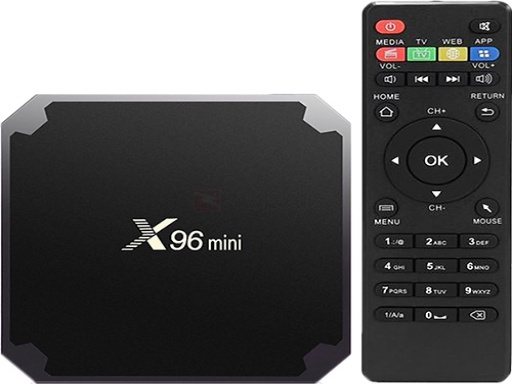 X96 mini
MEDIA TV WEB APP
VOL- VOL+
HOME RETURN
CH+
OK
CH-
MENU MOUSE
1.:/@ 2ABC 3DEF
4GHI 5JKL 6MNO
7PQRS 8TUV 9WXYZ
1/A/a 0